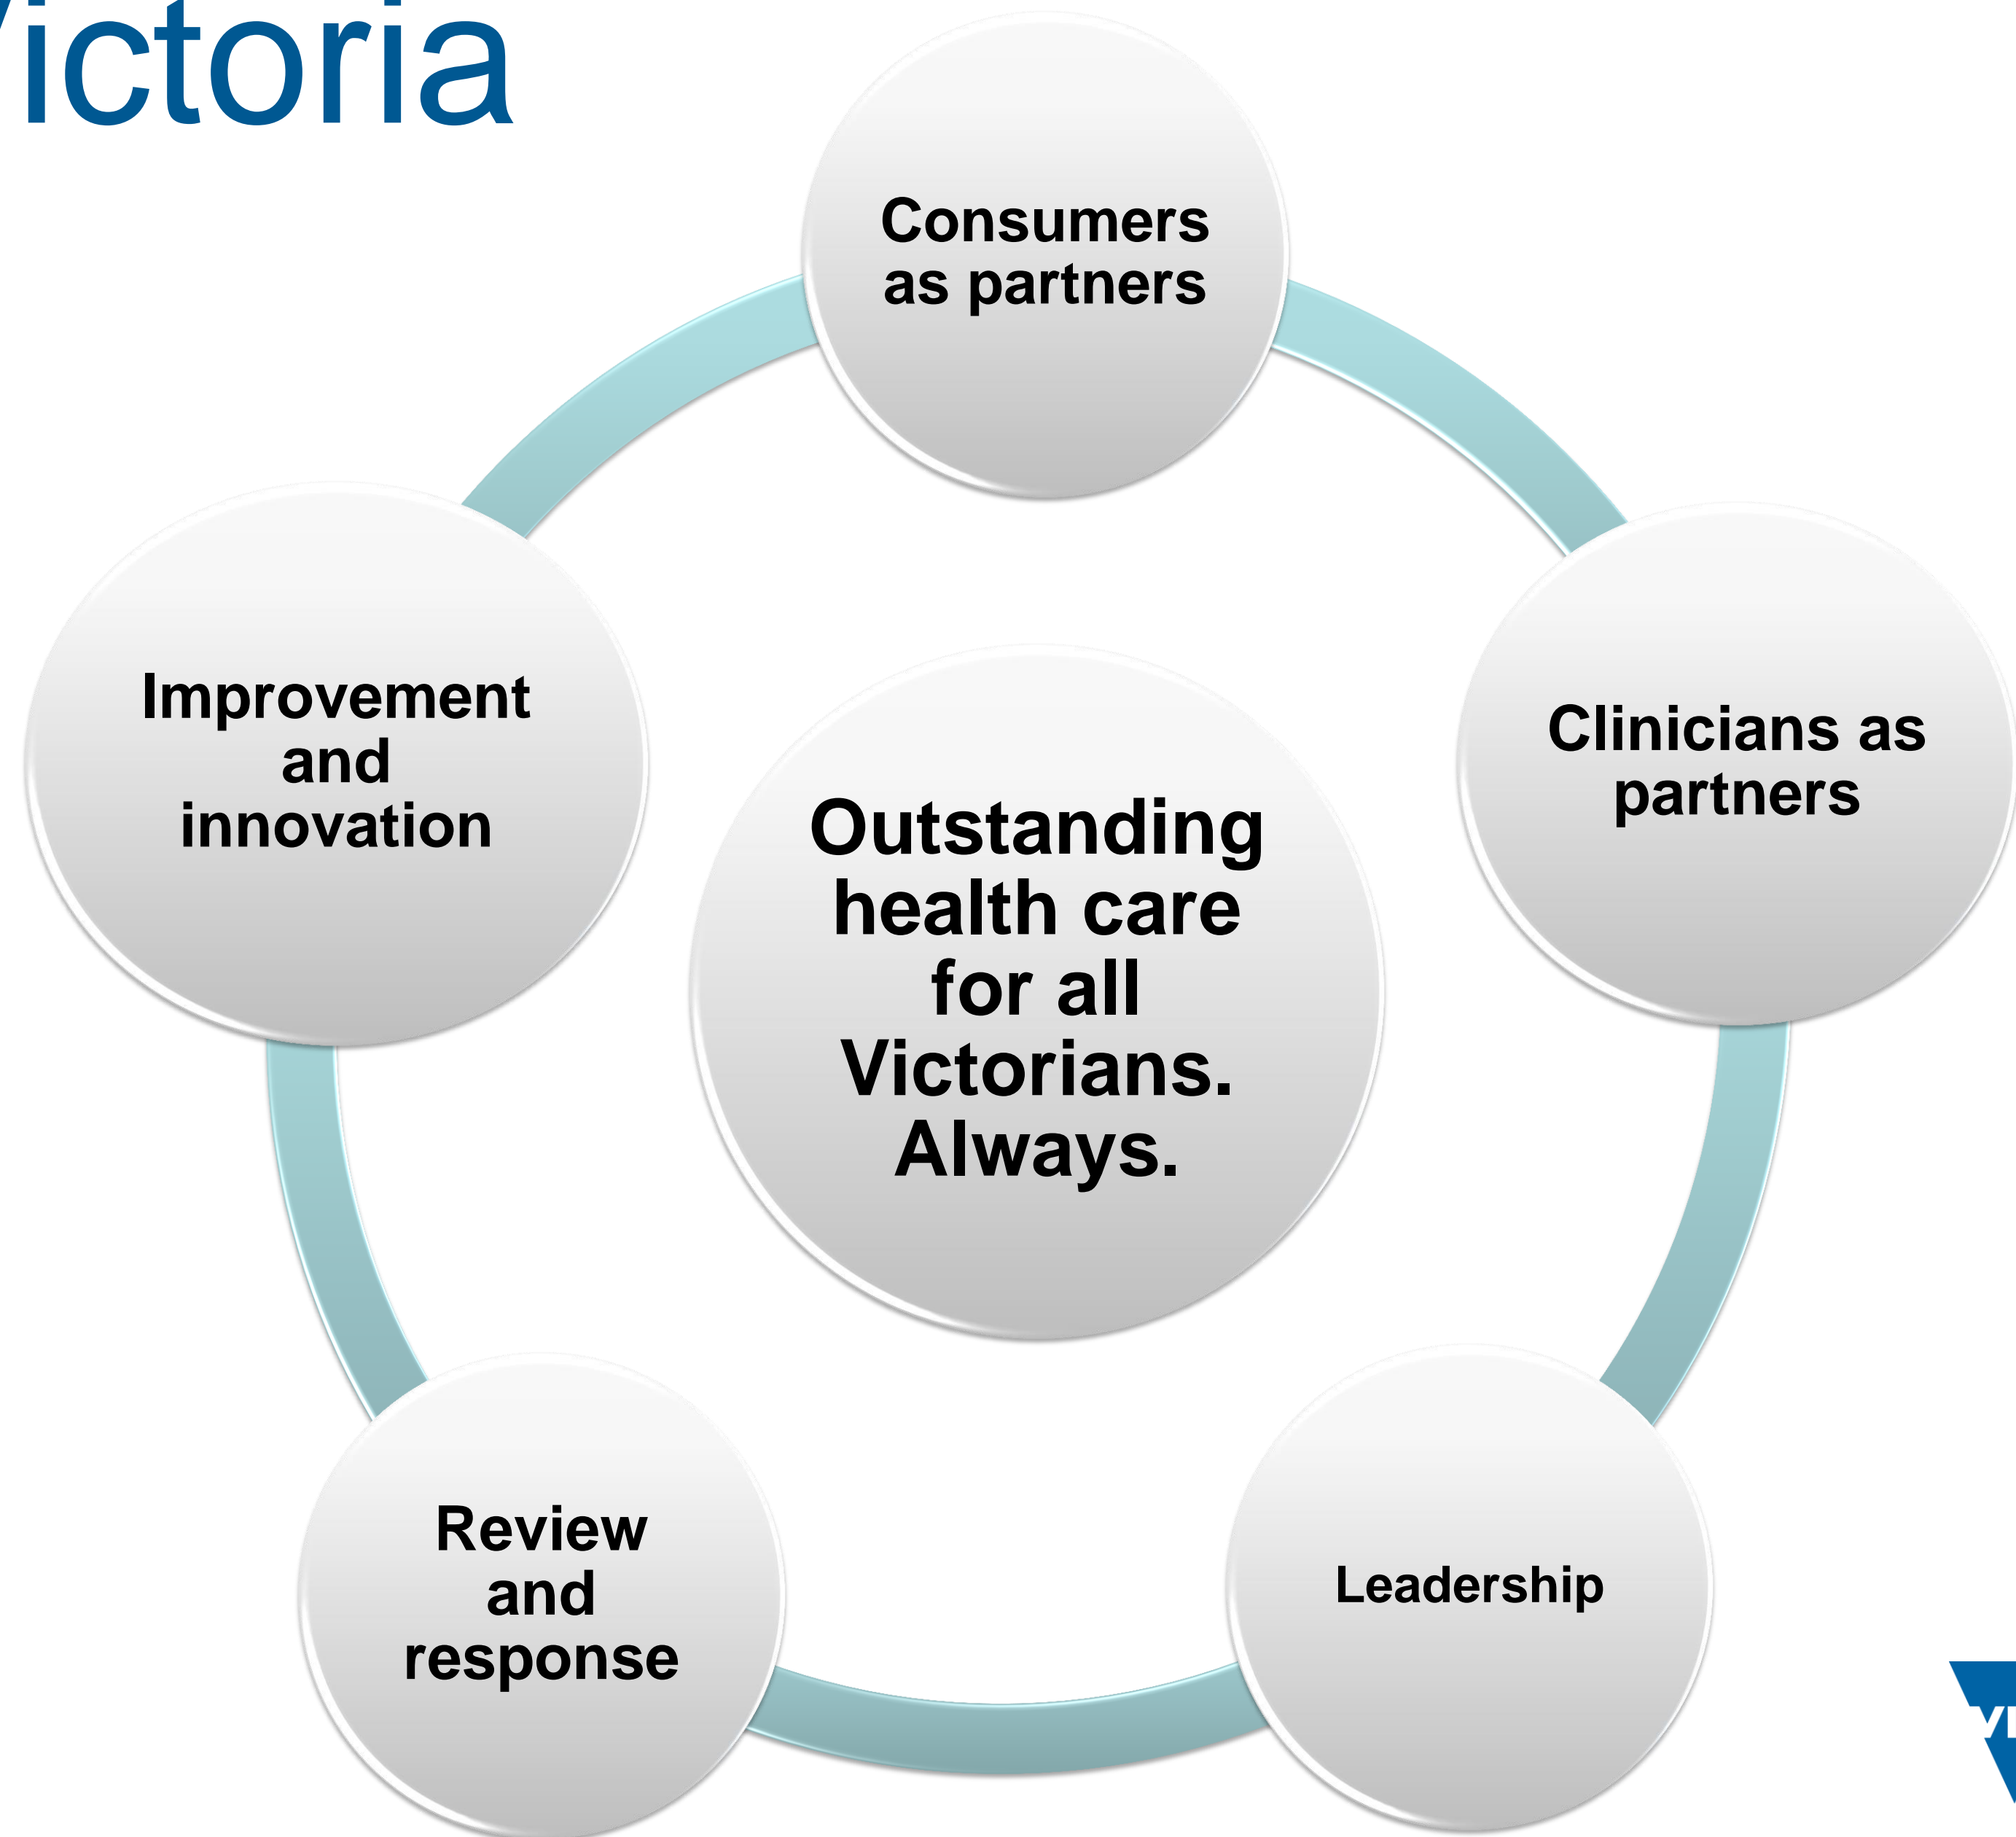 Victoria
Consumers
as partners
Clinicians as
partners
Leadership
Review
and
response
Improvement
and
innovation
Outstanding
health care
for all
Victorians.
Always.